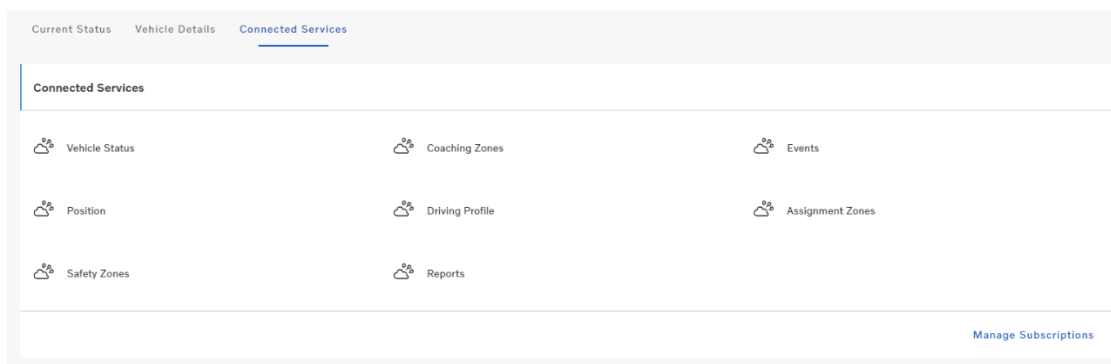 Current Status Vehicle Details Connected Services
Connected Services
Vehicle Status Coaching Zones Events
Position Driving Profile Assignment Zones
Safety Zones Reports
Manage Subscriptions